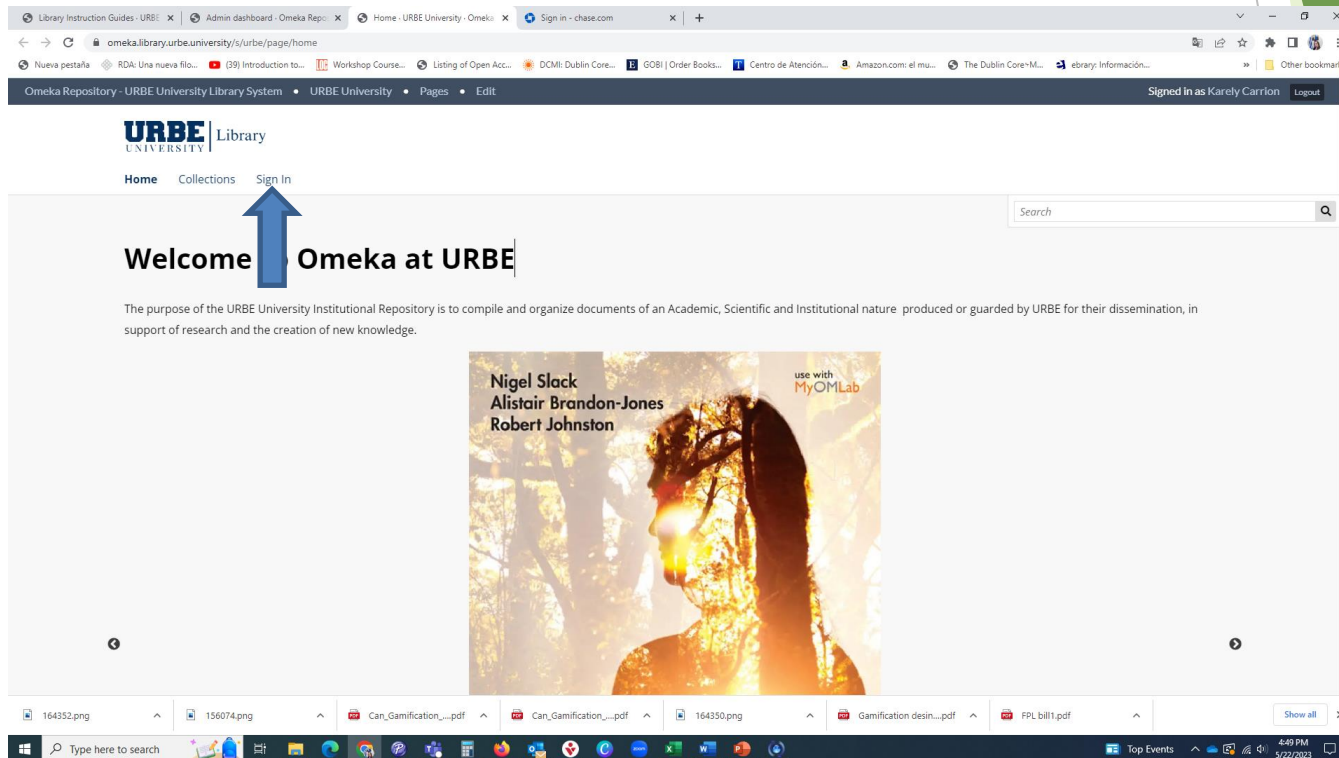 Library Instruction Guides · URBE
Admin dashboard · Omeka Repo
Home · URBE University · Omeka
Sign in - chase.com
omeka.library.urbe.university/s/urbe/page/home
Nueva pestaña
RDA: Una nueva filo...
(39) Introduction to...
Workshop Course...
Listing of Open Acc...
DCMI: Dublin Core...
GOBI | Order Books...
Centro de Atención...
Amazon.com: el mu...
The Dublin Core~M...
ebrary: Información...
»
Other bookmar
Omeka Repository - URBE University Library System • URBE University • Pages • Edit
Signed in as Karely Carrion Logout
URBE UNIVERSITY Library
Home Collections Sign In
Search
Welcome o Omeka at URBE
The purpose of the URBE University Institutional Repository is to compile and organize documents of an Academic, Scientific and Institutional nature produced or guarded by URBE for their dissemination, in
support of research and the creation of new knowledge.
Nigel Slack
Alistair Brandon-Jones
Robert Johnston
use with
MyOMLab
164352.png
156074.png
Can_Gamification_....pdf
Can_Gamification_....pdf
164350.png
Gamification desin....pdf
FPL bill1.pdf
Show all
Type here to search
Top Events
4:49 PM
5/22/2023